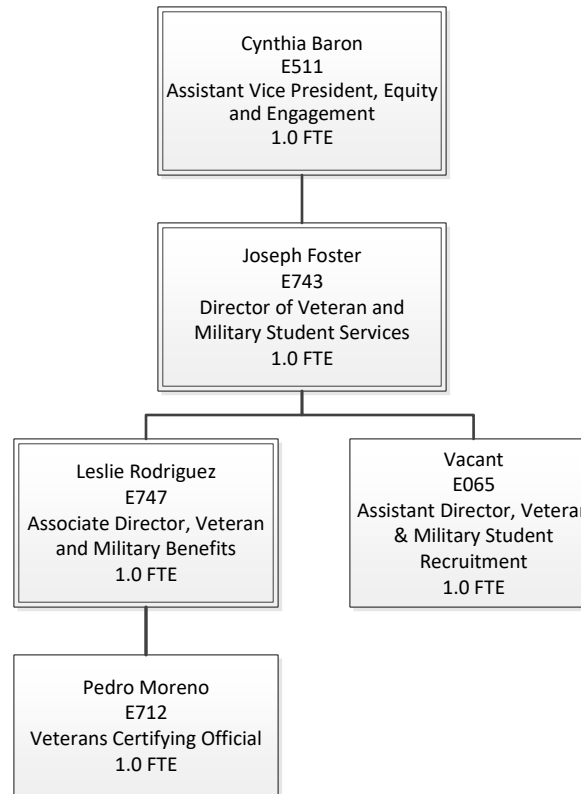 Cynthia Baron
E511
Assistant Vice President, Equity
and Engagement
1.0 FTE
Joseph Foster
E743
Director of Veteran and
Military Student Services
1.0 FTE
Leslie Rodriguez
E747
Associate Director, Veteran
and Military Benefits
1.0 FTE
Vacant
E065
Assistant Director, Veteran
& Military Student
Recruitment
1.0 FTE
Pedro Moreno
E712
Veterans Certifying Official
1.0 FTE